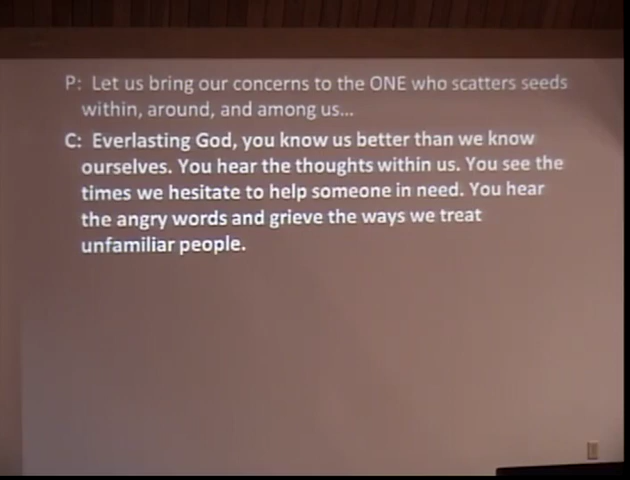 P: Let us bring our concerns to the ONE who scatters seeds
within, around, and among us...
C: Everlasting God, you know us better than we know
ourselves. You hear the thoughts within us. You see the
times we hesitate to help someone in need. You hear
the angry words and grieve the ways we treat
unfamiliar people.